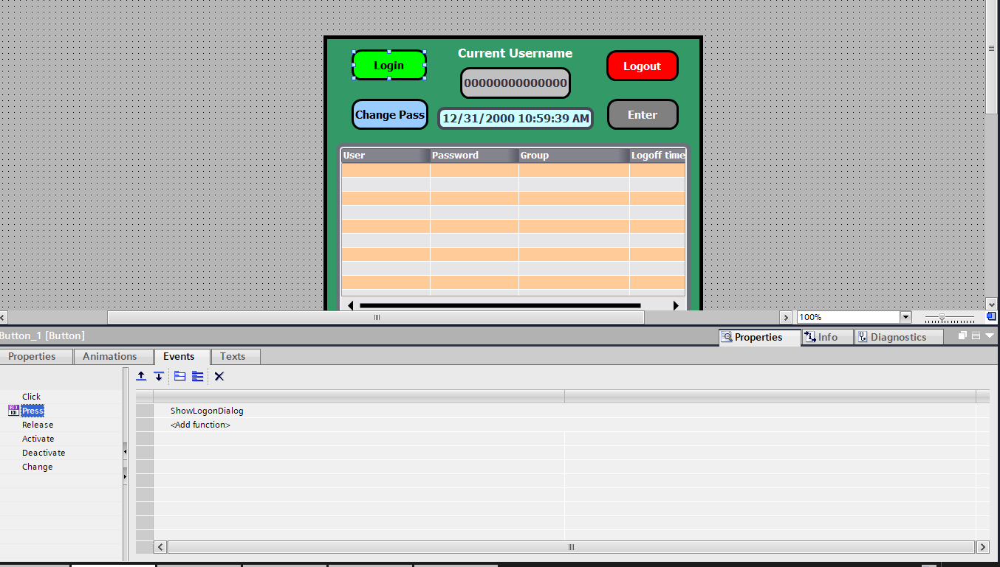 Current Username
Login
Logout
00000000000000
Change Pass
12/31/2000 10:59:39 AM
Enter
User Password Group Logoff time
100%
Button_1 [Button]
Properties Info Diagnostics
Properties Animations Events Texts
Click
Press
Release
Activate
Deactivate
Change
ShowLogonDialog
<Add function>